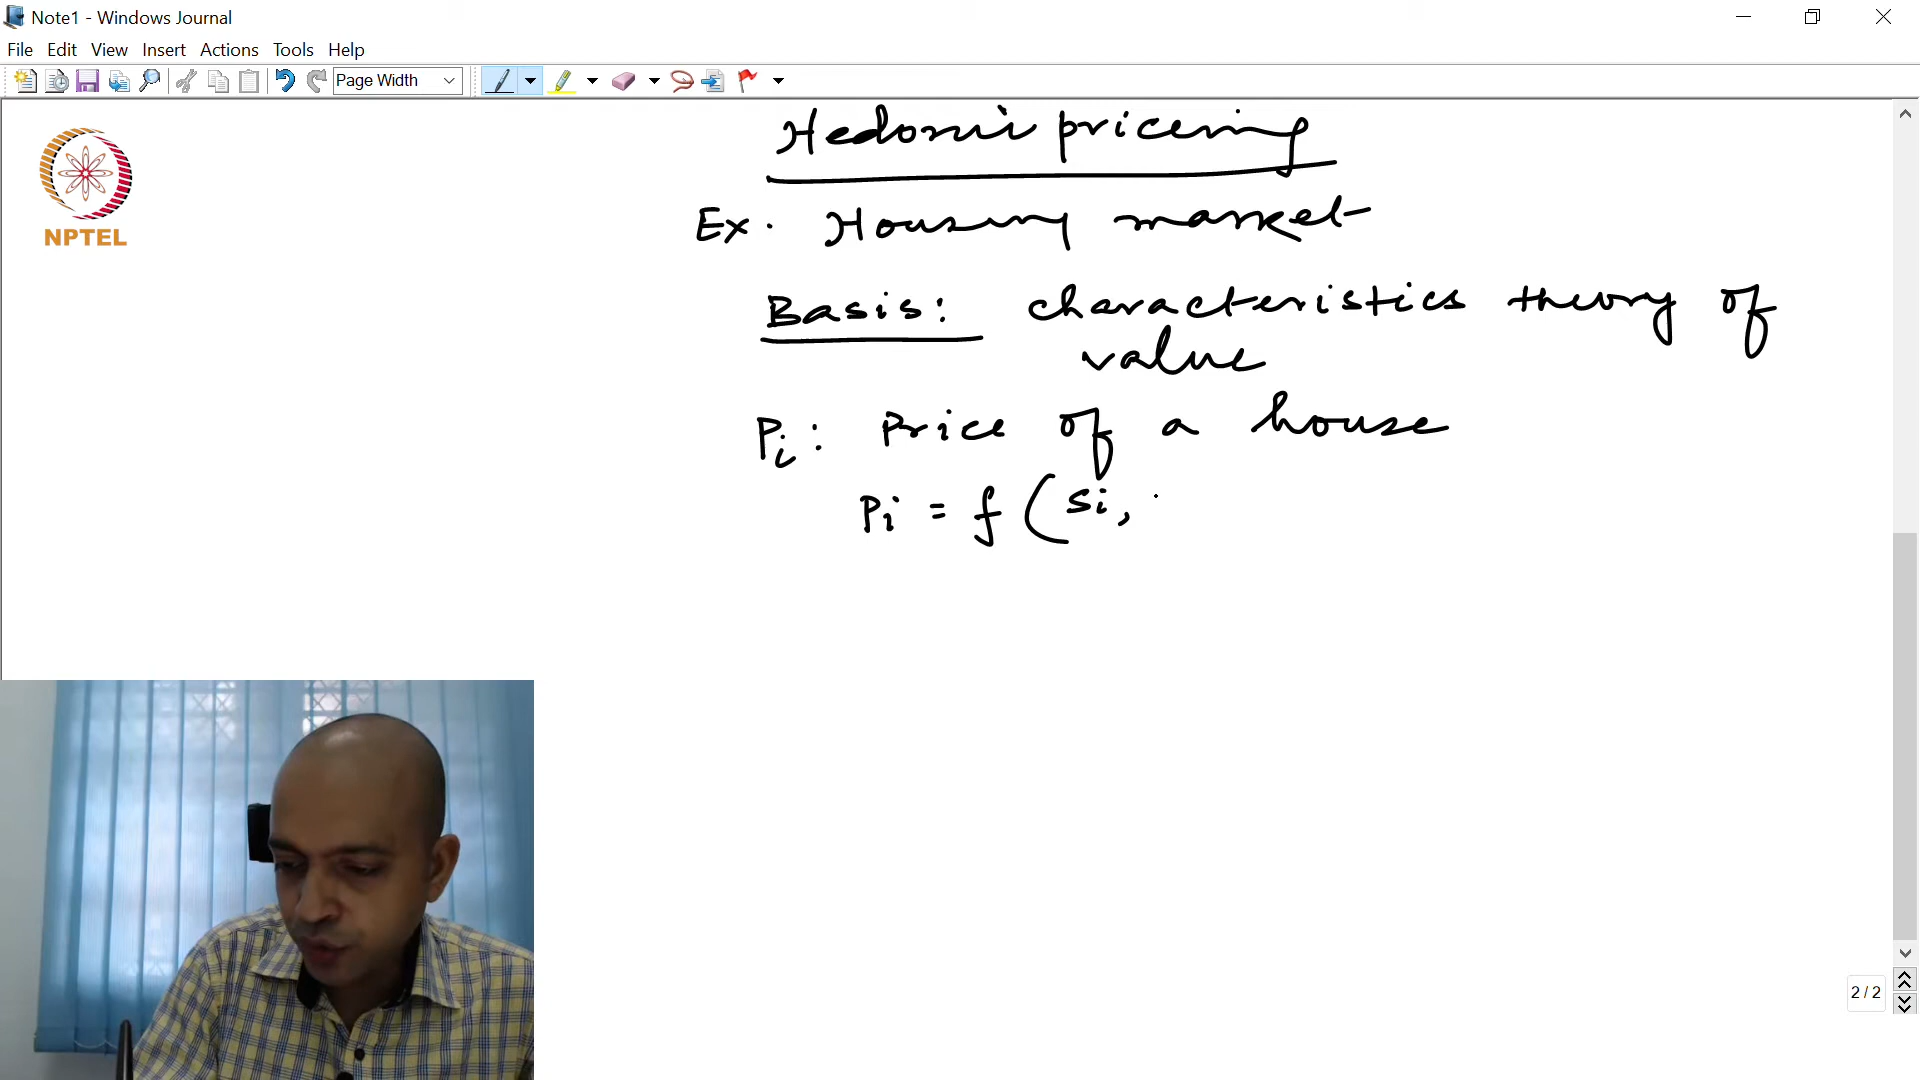 Note1 - Windows Journal
File Edit View Insert Actions Tools Help
Page Width
Hedonic pricering
NPTEL
Ex. Housing market
Basis: characteristics theory of
value
Pi: Price of a house
Pi = f (Si,
2 / 2